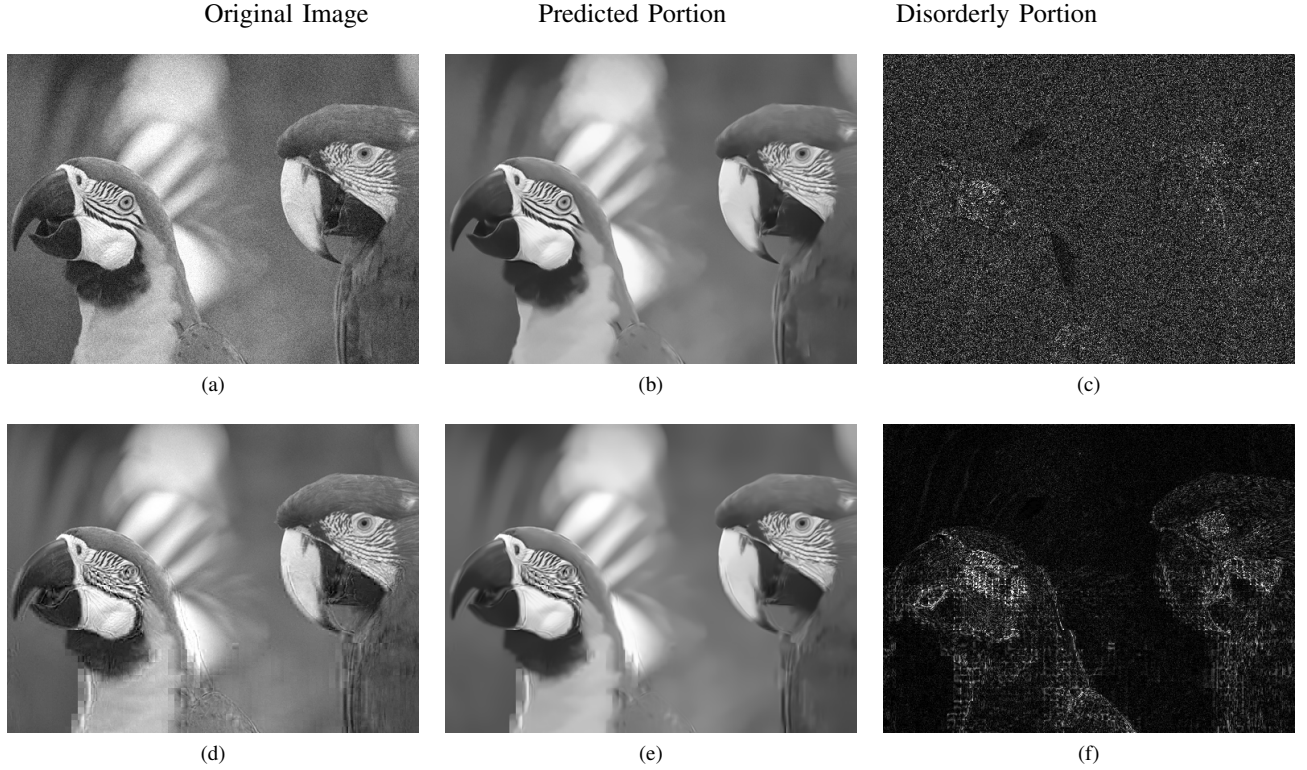 Original Image Predicted Portion Disorderly Portion
(a) (b) (c)
(d) (e) (f)